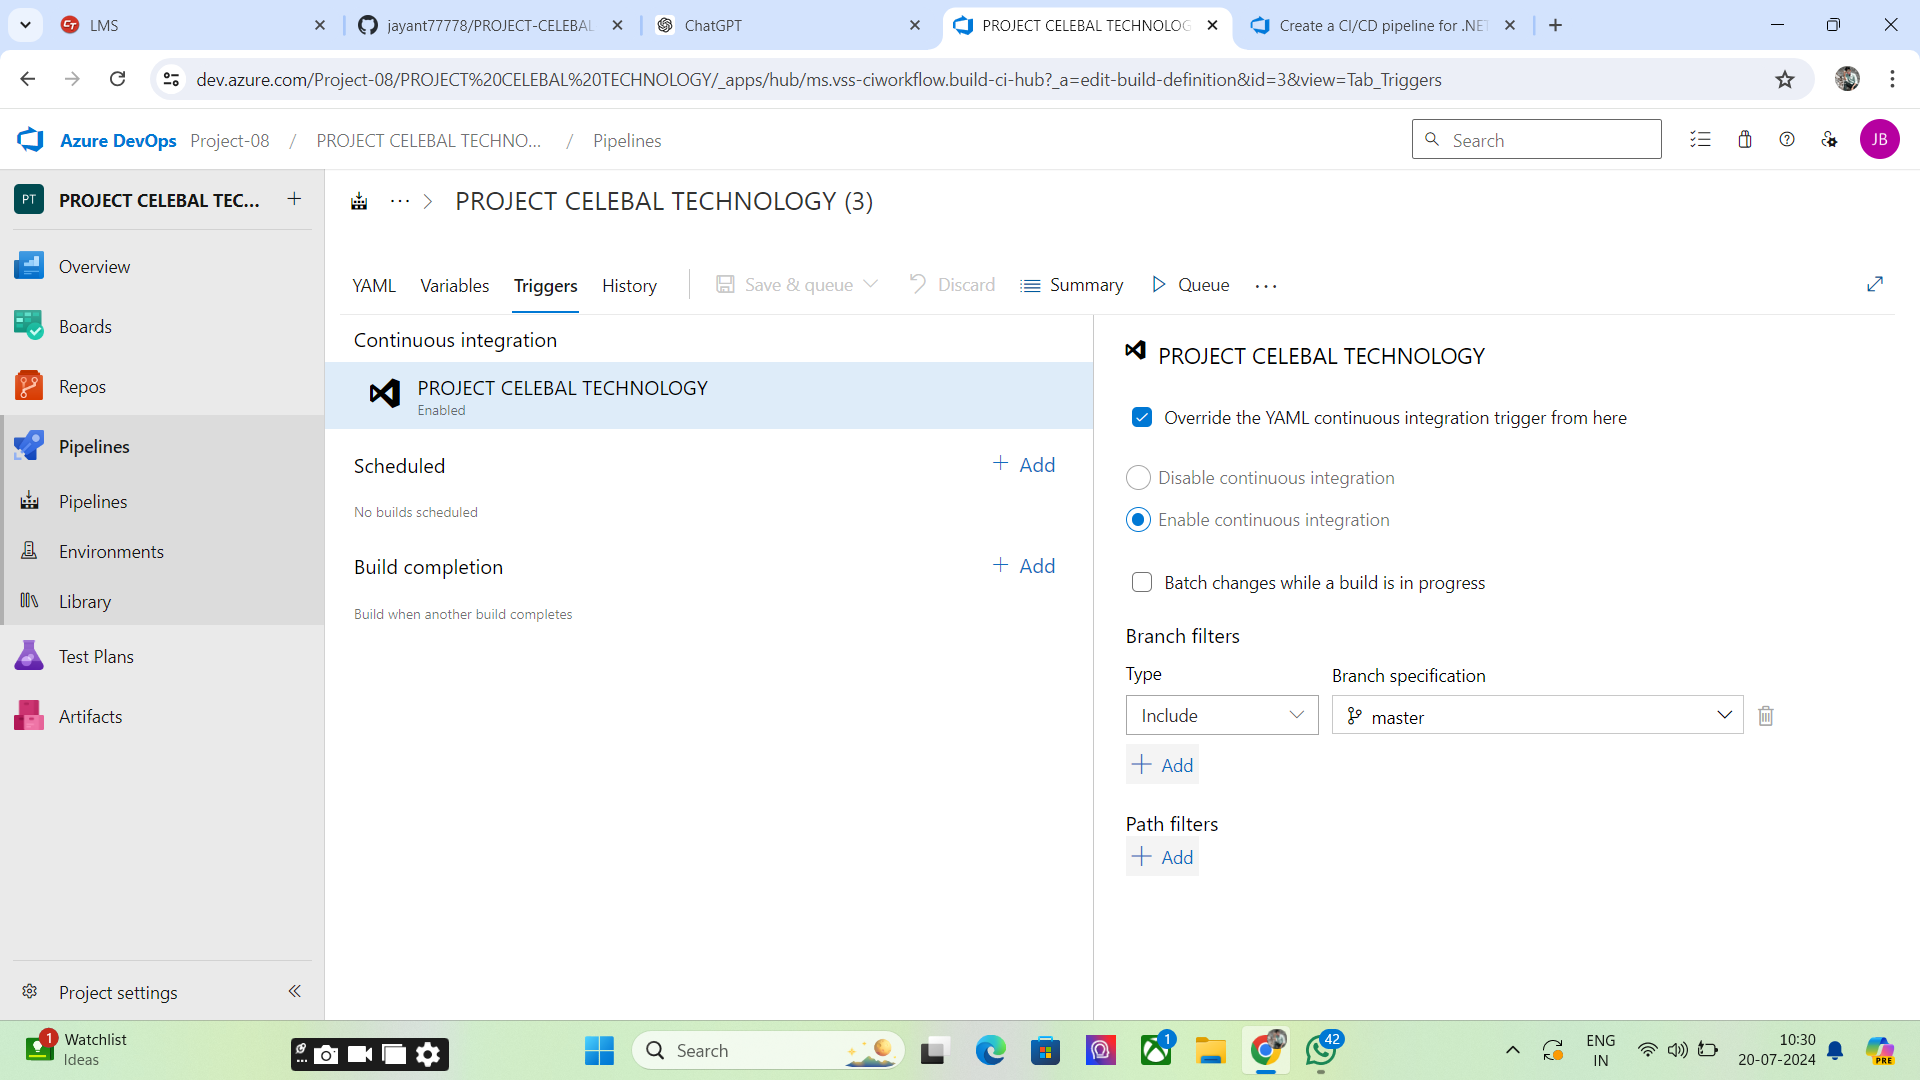 LMS
jayant77778/PROJECT-CELEBAL
ChatGPT
PROJECT CELEBAL TECHNOLOG
Create a CI/CD pipeline for .NET
dev.azure.com/Project-08/PROJECT%20CELEBAL%20TECHNOLOGY/_apps/hub/ms.vss-ciworkflow.build-ci-hub?_a=edit-build-definition&id=3&view=Tab_Triggers
Azure DevOps Project-08 / PROJECT CELEBAL TECHNO... / Pipelines
Search
JB
PT PROJECT CELEBAL TEC...
Overview
Boards
Repos
Pipelines
Pipelines
Environments
Library
Test Plans
Artifacts
Project settings
PROJECT CELEBAL TECHNOLOGY (3)
YAML Variables Triggers History Save & queue Discard Summary Queue
Continuous integration
PROJECT CELEBAL TECHNOLOGY
Enabled
Scheduled
Add
No builds scheduled
Build completion
Add
Build when another build completes
PROJECT CELEBAL TECHNOLOGY
Override the YAML continuous integration trigger from here
Disable continuous integration
Enable continuous integration
Batch changes while a build is in progress
Branch filters
Type Branch specification
Include master
Add
Path filters
Add
1 Watchlist
Ideas
Search
1
42
ENG
IN
10:30
20-07-2024
PRE